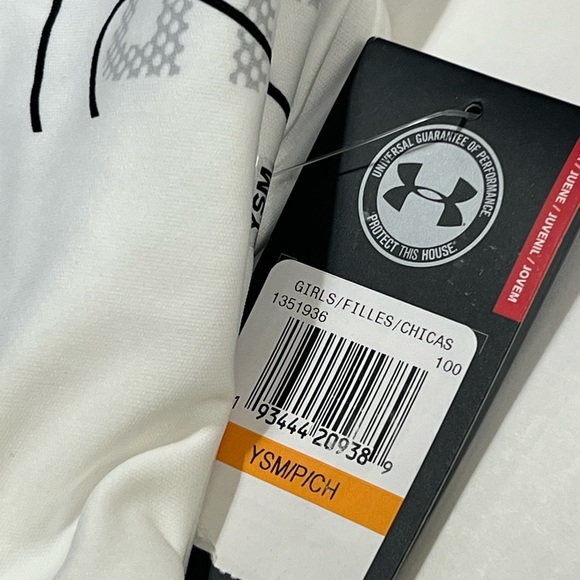 UNIVERSAL GUARANTEE OF PERFORMANCE
PROTECT THIS HOUSE
/ JUENE / JUVENIL / JOVEM
YSM
GIRLS/FILLES/CHICAS
1351936
100
1 93444 20938 9
YSM/P/CH